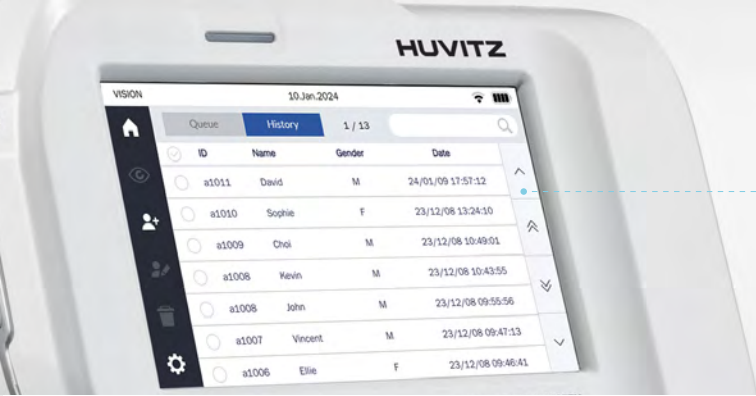 HUVITZ
VISION 10.Jan.2024
Queue History 1 / 13
ID Name Gender Date
a1011 David M 24/01/09 17:57:12
a1010 Sophie F 23/12/08 13:24:10
a1009 Choi M 23/12/08 10:49:01
a1008 Kevin M 23/12/08 10:43:55
a1008 John M 23/12/08 09:55:56
a1007 Vincent M 23/12/08 09:47:13
a1006 Ellie F 23/12/08 09:46:41